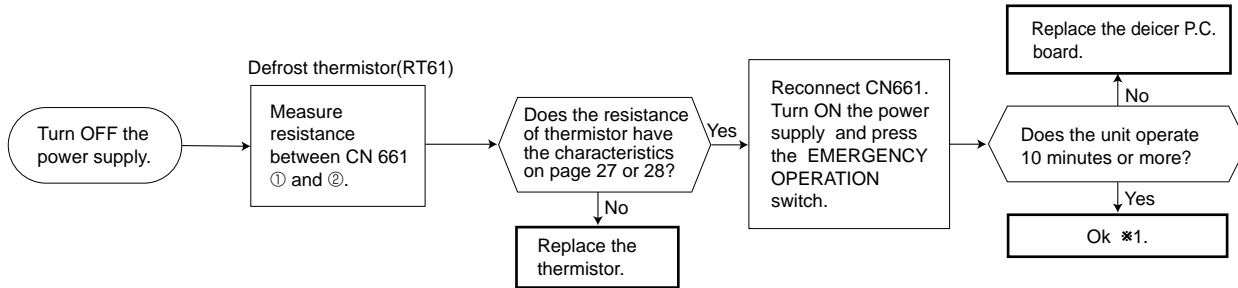 Turn OFF the
power supply.
Defrost thermistor(RT61)
Measure
resistance
between CN 661
① and ②.
Does the resistance
of thermistor have
the characteristics
on page 27 or 28?
No
Replace the
thermistor.
Yes
Reconnect CN661.
Turn ON the power
supply and press
the EMERGENCY
OPERATION
switch.
Does the unit operate
10 minutes or more?
No
Replace the deicer P.C.
board.
Yes
Ok ※1.